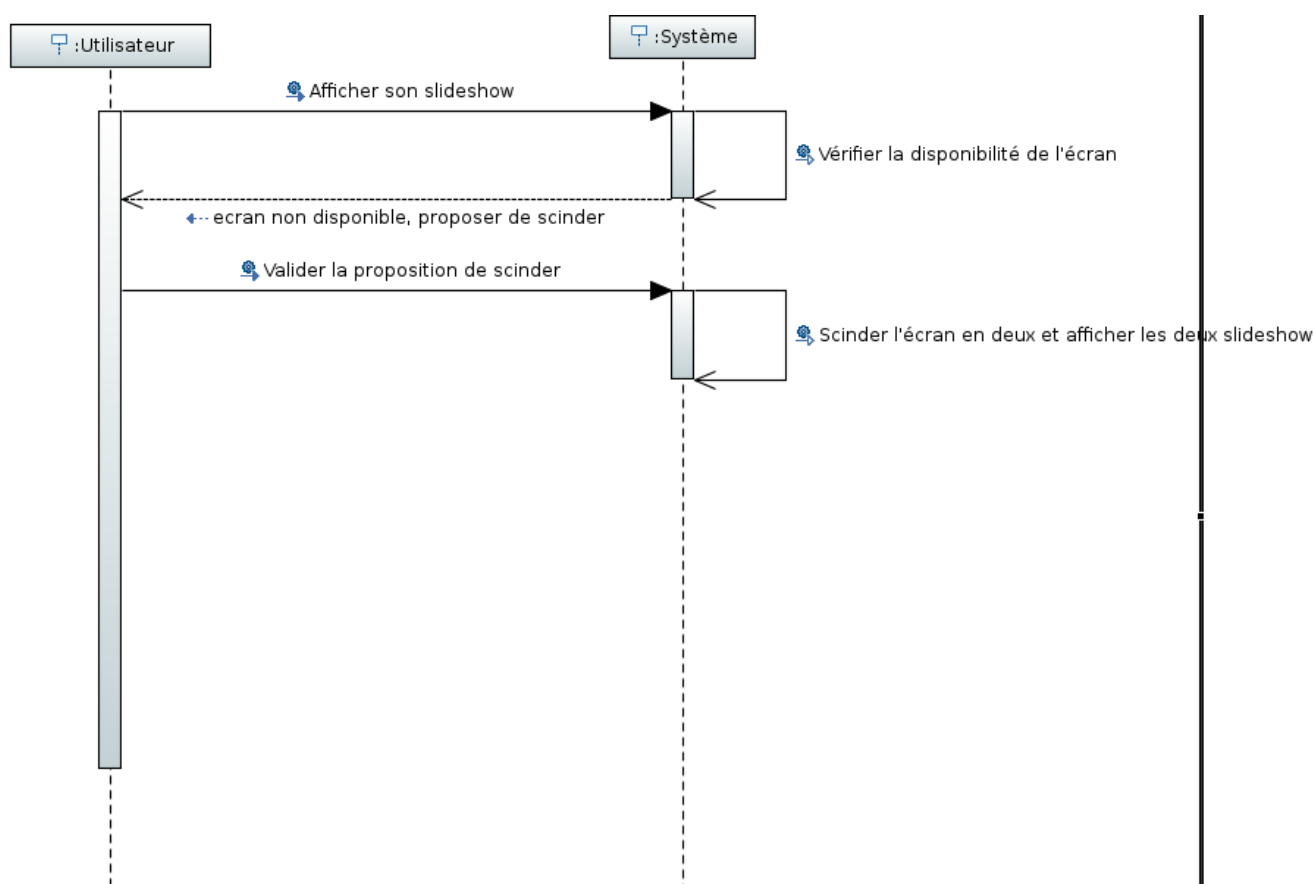 :Utilisateur
:Système
Afficher son slideshow
Vérifier la disponibilité de l'écran
ecran non disponible, proposer de scinder
Valider la proposition de scinder
Scinder l'écran en deux et afficher les deux slideshow